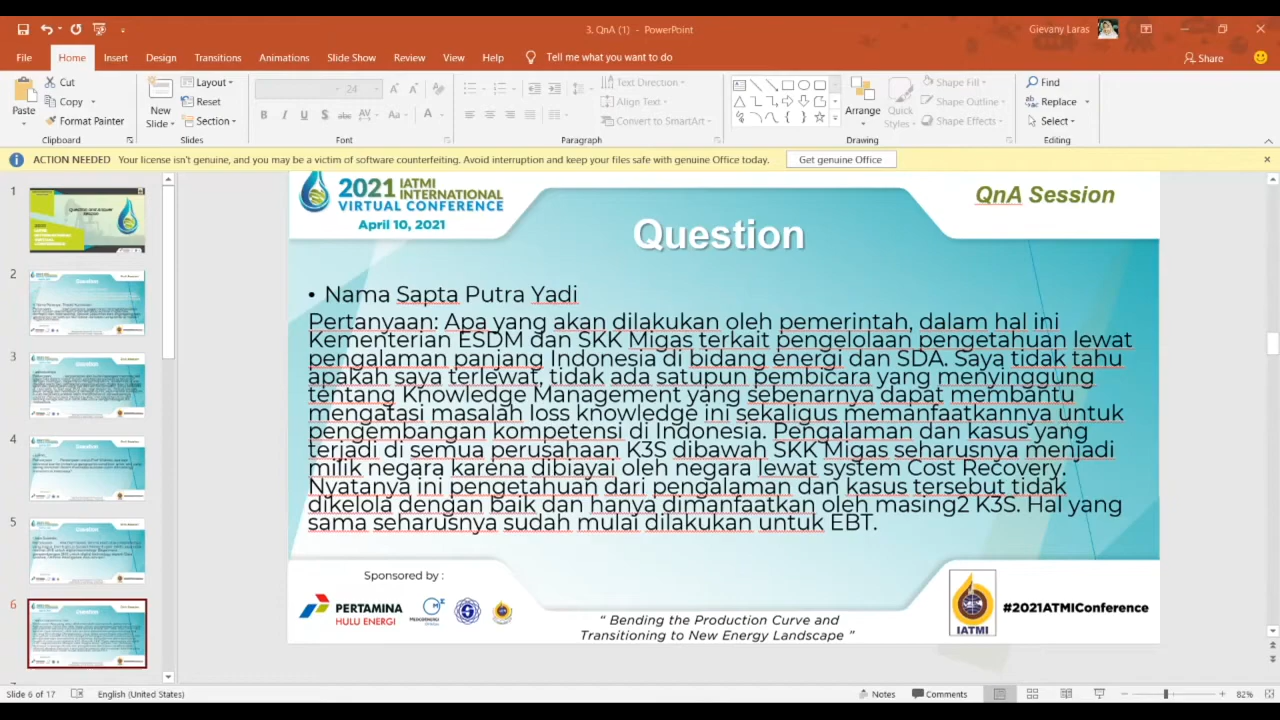 3. QnA (1) - PowerPoint
Gievany Laras
File Home Insert Design Transitions Animations Slide Show Review View Help Tell me what you want to do
Share
Paste
Cut
Copy
Format Painter
Clipboard
New
Slide
Layout
Reset
Section
Slides
24
Font
Text Direction
Align Text
Convert to SmartArt
Paragraph
Arrange
Quick
Styles
Shape Fill
Shape Outline
Shape Effects
Drawing
Find
Replace
Select
Editing
ACTION NEEDED Your license isn't genuine, and you may be a victim of software counterfeiting. Avoid interruption and keep your files safe with genuine Office today. Get genuine Office
1
2
3
4
5
6
2021 IATMI
INTERNATIONAL
VIRTUAL CONFERENCE
April 10, 2021
QnA Session
Question
• Nama Sapta Putra Yadi
Pertanyaan: Apa yang akan dilakukan oleh pemerintah, dalam hal ini
Kementerian ESDM dan SKK Migas terkait pengelolaan pengetahuan lewat
pengalaman panjang Indonesia di bidang energi dan SDA. Saya tidak tahu
apakah saya terlewat, tidak ada satupun pembicara yang menyinggung
tentang Knowledge Management yang sebenarnya dapat membantu
mengatasi masalah loss knowledge ini sekaligus memanfaatkannya untuk
pengembangan kompetensi di Indonesia. Pengalaman dan kasus yang
terjadi di semua perusahaan K3S dibawah SKK Migas seharusnya menjadi
milik negara karena dibiayai oleh negara lewat system Cost Recovery.
Nyatanya ini pengetahuan dari pengalaman dan kasus tersebut tidak
dikelola dengan baik dan hanya dimanfaatkan oleh masing2 K3S. Hal yang
sama seharusnya sudah mulai dilakukan untuk EBT.
Sponsored by :
PERTAMINA
HULU ENERGI
" Bending the Production Curve and
Transitioning to New Energy Landscape "
IATMI
#2021IATMIConference
Slide 6 of 17 English (United States) Notes Comments 82%